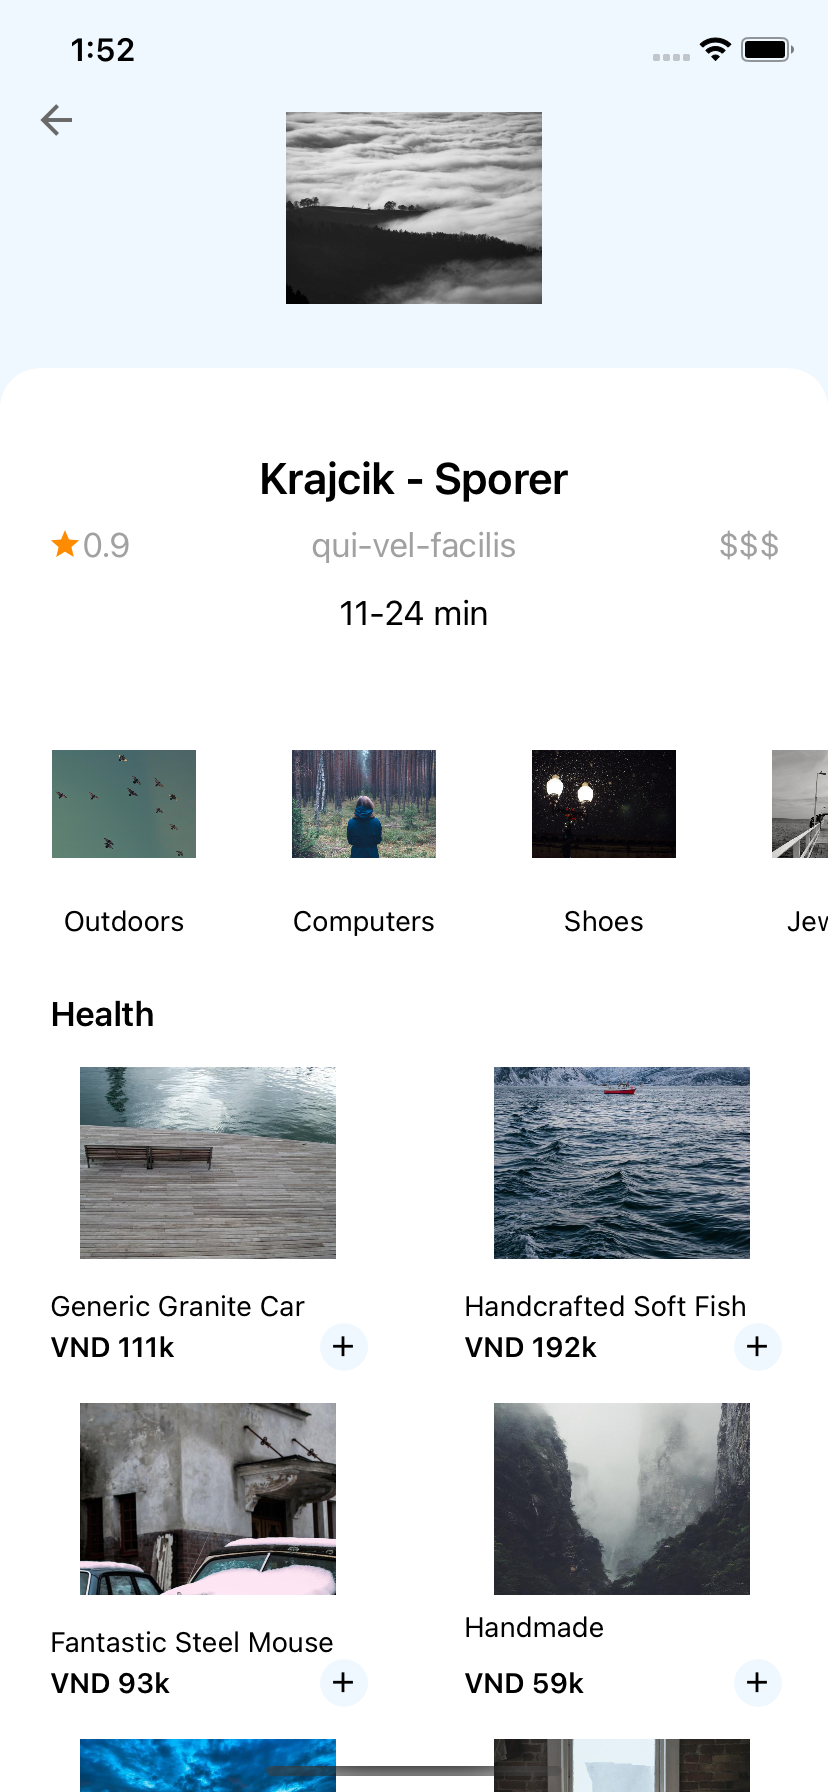 1:52
Krajcik - Sporer
0.9 qui-vel-facilis $$$
11-24 min
Outdoors Computers Shoes Jew
Health
Generic Granite Car Handcrafted Soft Fish
VND 111k + VND 192k +
Fantastic Steel Mouse Handmade
VND 93k + VND 59k +